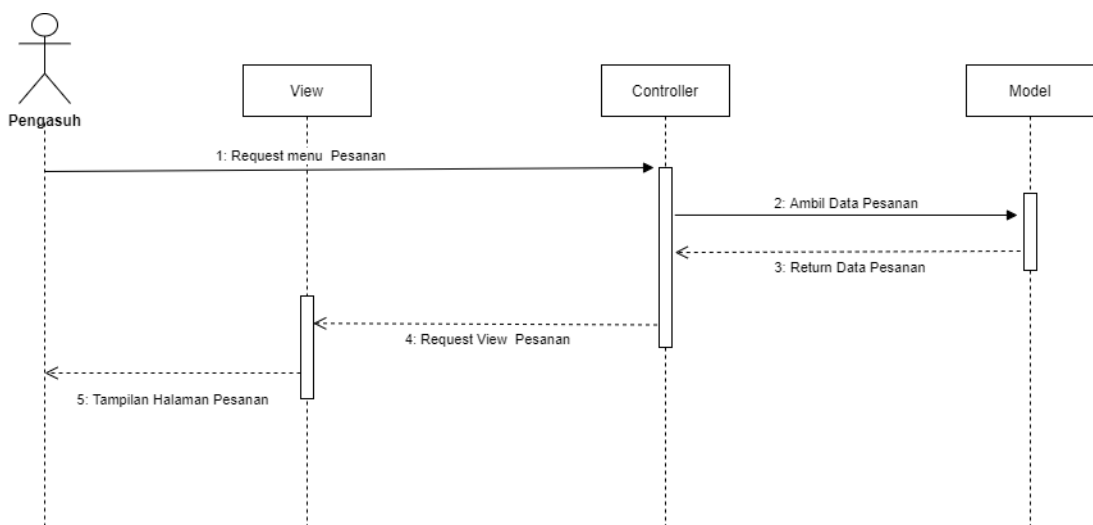 View
Controller
Model
Pengasuh
1: Request menu Pesanan
2: Ambil Data Pesanan
3: Return Data Pesanan
4: Request View Pesanan
5: Tampilan Halaman Pesanan